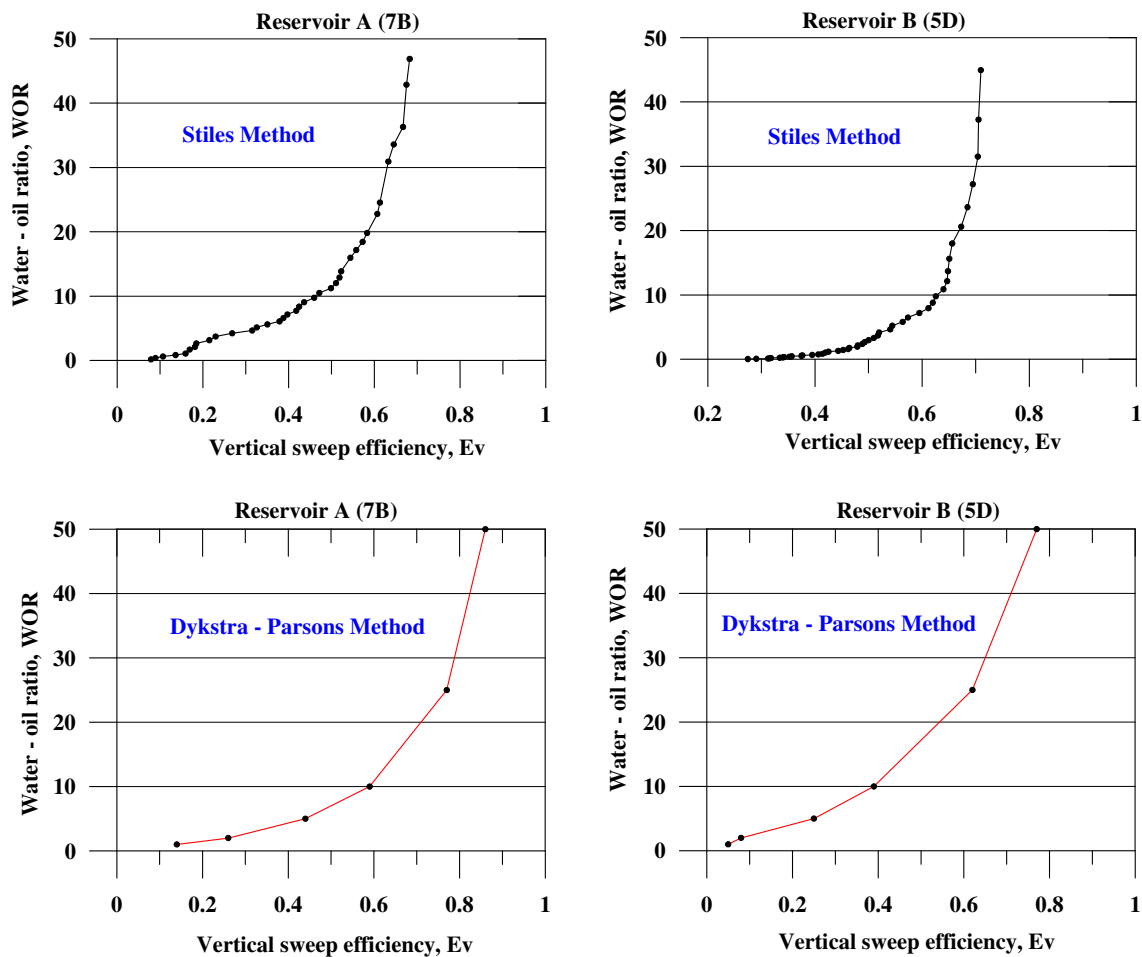 Reservoir A (7B)
50
40
30
20
10
0
Water - oil ratio, WOR
Stiles Method
0 0.2 0.4 0.6 0.8 1
Vertical sweep efficiency, Ev
Reservoir B (5D)
50
40
30
20
10
0
Water - oil ratio, WOR
Stiles Method
0.2 0.4 0.6 0.8 1
Vertical sweep efficiency, Ev
Reservoir A (7B)
50
40
30
20
10
0
Water - oil ratio, WOR
Dykstra - Parsons Method
0 0.2 0.4 0.6 0.8 1
Vertical sweep efficiency, Ev
Reservoir B (5D)
50
40
30
20
10
0
Water - oil ratio, WOR
Dykstra - Parsons Method
0 0.2 0.4 0.6 0.8 1
Vertical sweep efficiency, Ev